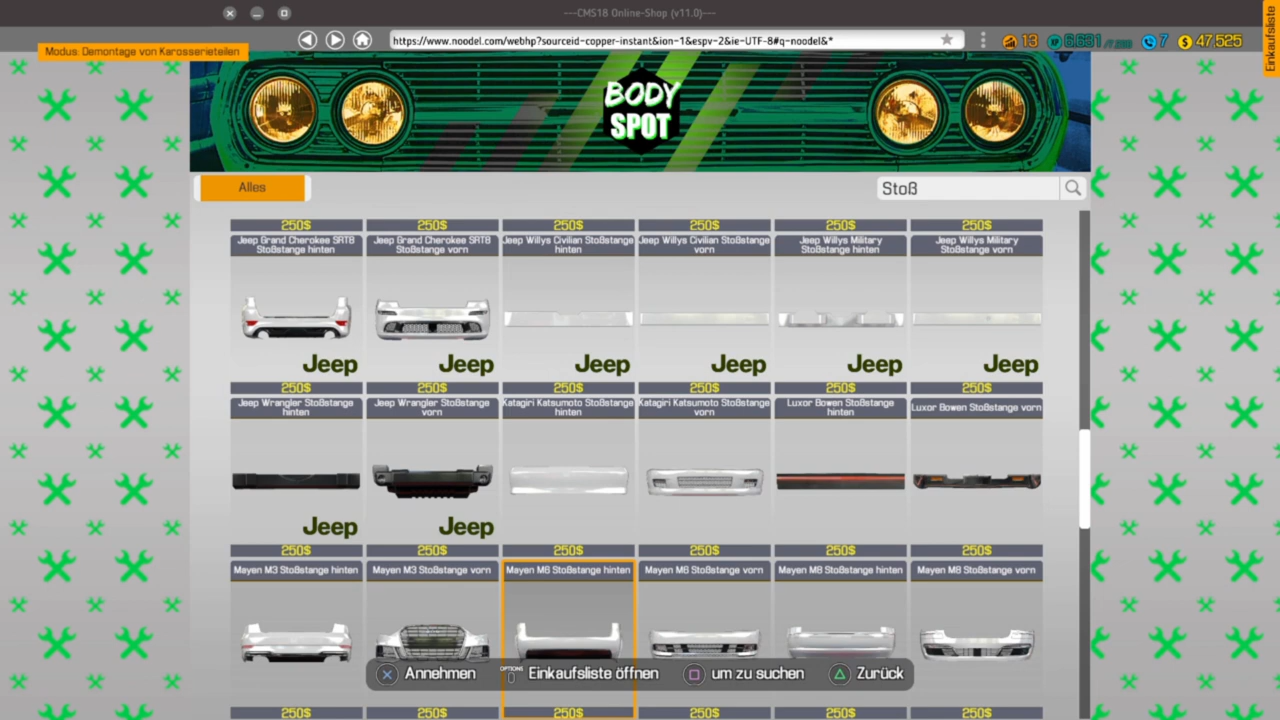 ---CMS18 Online-Shop (v11.0)---
Einkaufsliste
https://www.noodel.com/webhp?sourceid-copper-instant&ion-1&espv-2&ie-UTF-8#q-noodel&*
13
6,631
7
$ 47,525
Modus: Demontage von Karosserieteilen
BODY
SPOT
Alles
Stoß
250$ 250$ 250$ 250$ 250$ 250$
Jeep Grand Cherokee SRT8 Stoßstange hinten
Jeep Grand Cherokee SRT8 Stoßstange vorn
Jeep Willys Civilian Stoßstange hinten
Jeep Willys Civilian Stoßstange vorn
Jeep Willys Military Stoßstange hinten
Jeep Willys Military Stoßstange vorn
Jeep Jeep Jeep Jeep Jeep Jeep
250$ 250$ 250$ 250$ 250$ 250$
Jeep Wrangler Stoßstange hinten
Jeep Wrangler Stoßstange vorn
Katagiri Katsumoto Stoßstange hinten
Katagiri Katsumoto Stoßstange vorn
Luxor Bowen Stoßstange hinten
Luxor Bowen Stoßstange vorn
Jeep Jeep
250$ 250$ 250$ 250$ 250$ 250$
Mayen M3 Stoßstange hinten
Mayen M3 Stoßstange vorn
Mayen M6 Stoßstange hinten
Mayen M6 Stoßstange vorn
Mayen M8 Stoßstange hinten
Mayen M8 Stoßstange vorn
Annehmen
OPTIONS
Einkaufsliste öffnen
um zu suchen
Zurück
250$ 250$ 250$ 250$ 250$ 250$